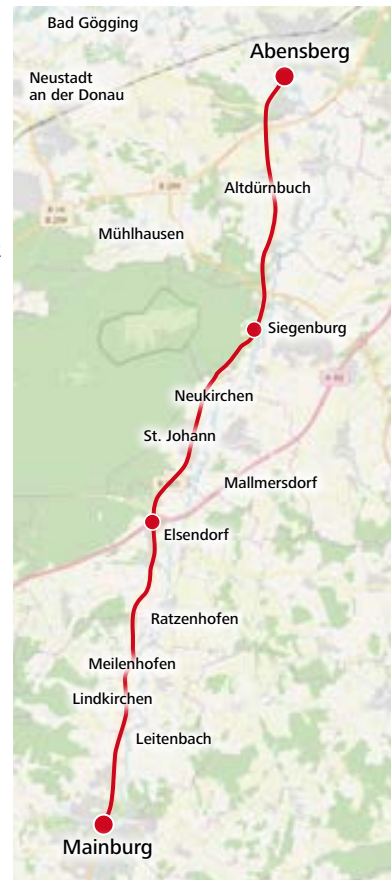 Bad Gögging
Abensberg
Neustadt
an der Donau
Altdürnbuch
Mühlhausen
Siegenburg
Neukirchen
St. Johann
Mallmersdorf
Elsendorf
Ratzenhofen
Meilenhofen
Lindkirchen
Leitenbach
Mainburg